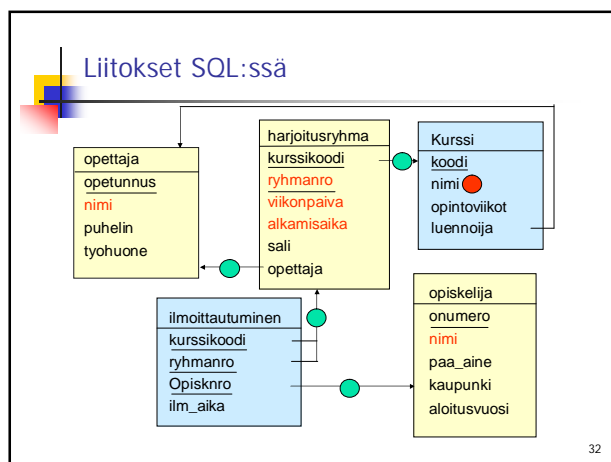 Liitokset SQL:ssä
opettaja
opetunnus
nimi
puhelin
tyohuone
harjoitusryhma
kurssikoodi
ryhmanro
viikonpaiva
alkamisaika
sali
opettaja
Kurssi
koodi
nimi
opintoviikot
luennoija
ilmoittautuminen
kurssikoodi
ryhmanro
Opisknro
ilm_aika
opiskelija
onumero
nimi
paa_aine
kaupunki
aloitusvuosi
32